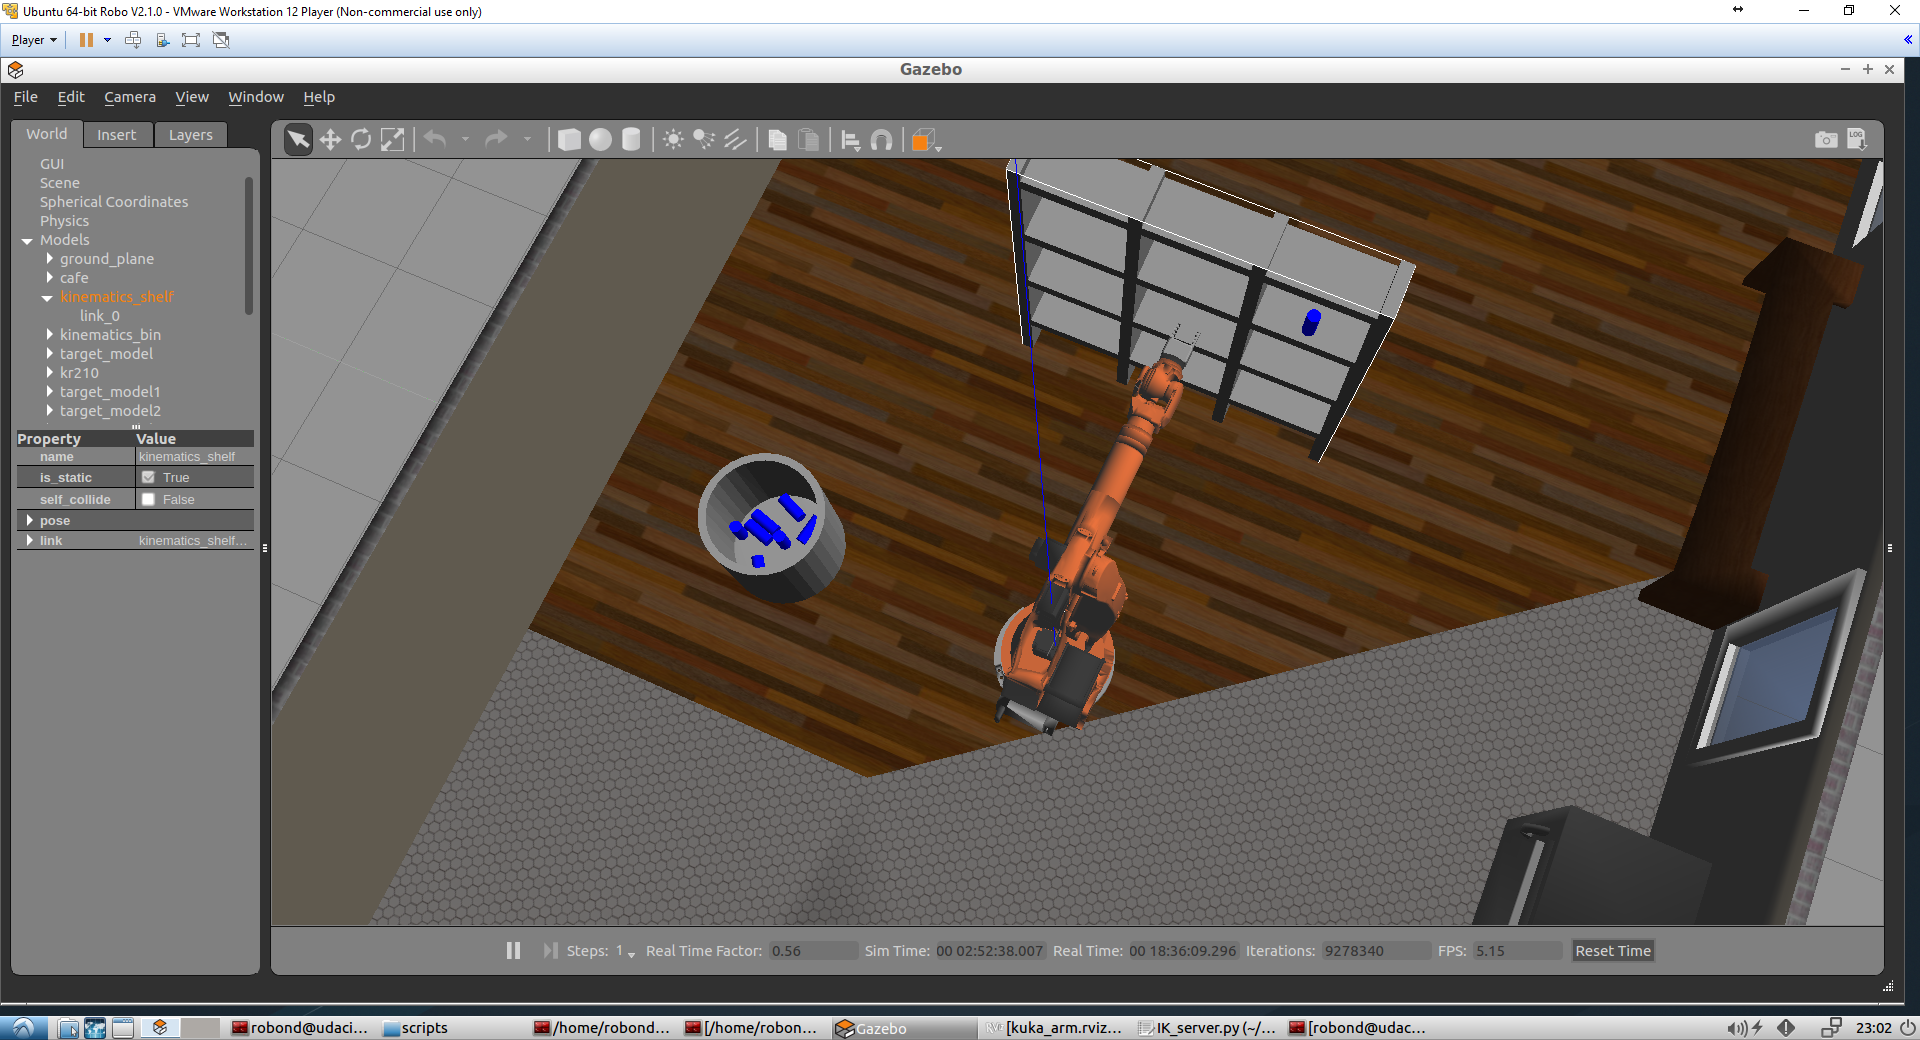 Ubuntu 64-bit Robo V2.1.0 - VMware Workstation 12 Player (Non-commercial use only)
Player
Gazebo
File Edit Camera View Window Help
World Insert Layers
LOG
GUI
Scene
Spherical Coordinates
Physics
Models
ground_plane
cafe
kinematics_shelf
link_0
kinematics_bin
target_model
kr210
target_model1
target_model2
Property Value
name kinematics_shelf
is_static True
self_collide False
pose
link kinematics_shelf...
Steps: 1 Real Time Factor: 0.56 Sim Time: 00 02:52:38.007 Real Time: 00 18:36:09.296 Iterations: 9278340 FPS: 5.15 Reset Time
robond@udaci... scripts /home/robond... [/home/robon... Gazebo [kuka_arm.rviz... IK_server.py (~/... [robond@udac... 23:02